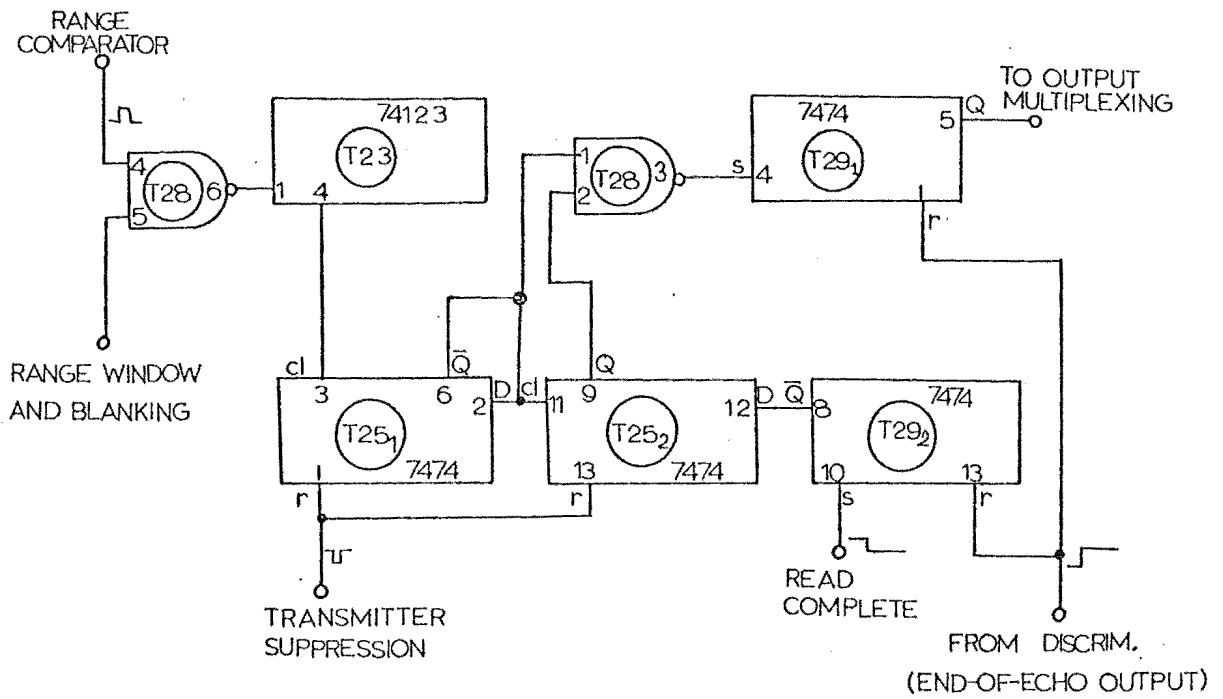 RANGE
COMPARATOR
74123
T23
1 4
4
T28 6
5
RANGE WINDOW
AND BLANKING
1
T28 3
2
s
7474
4 T29₁ 5
Q
r
TO OUTPUT
MULTIPLEXING
cl Q̅
3 6 2
D
T25₁
7474
1
r
cl Q
11 9 12
D
T25₂
13 7474
r
Q̅
8 7474
T29₂
10 13
s r
TRANSMITTER
SUPPRESSION
READ
COMPLETE
FROM DISCRIM.
(END-OF-ECHO OUTPUT)